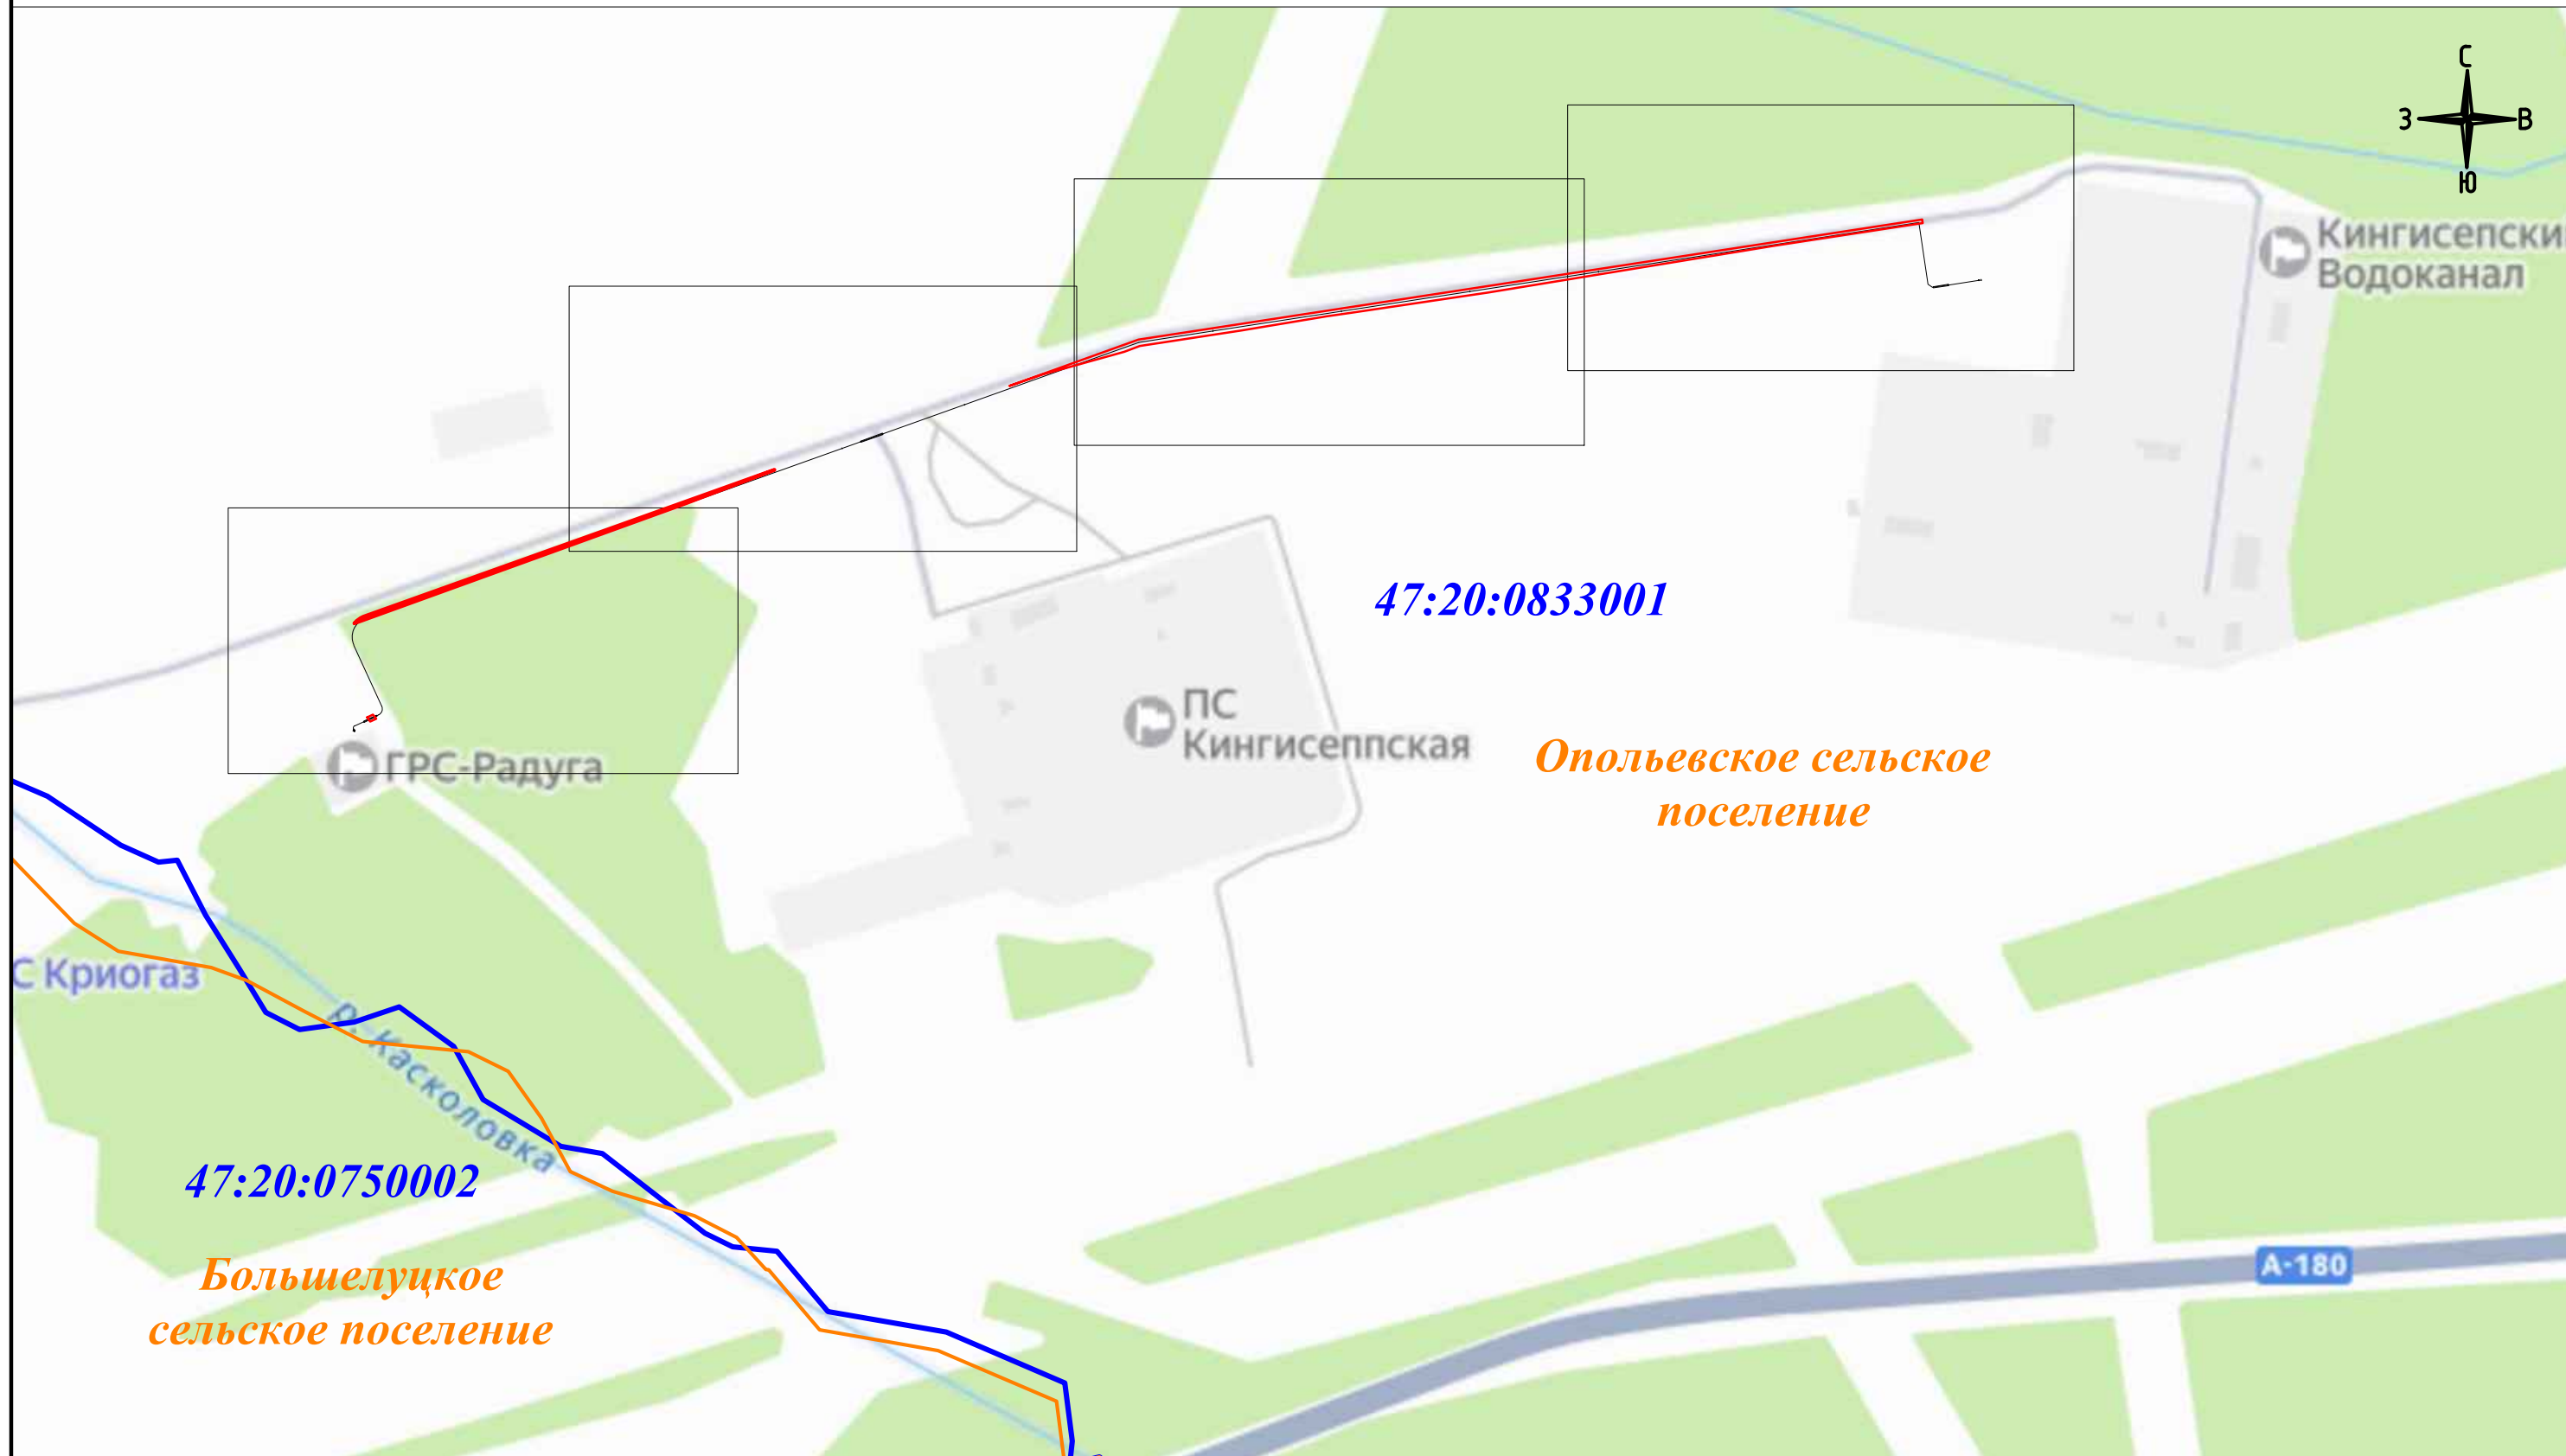 С
З
В
Ю
Кингисепски
Водоканал
47:20:0833001
ПС
Кингисеппская
Опольевское сельское
поселение
ГРС-Радуга
С Криогаз
р. Касколовка
47:20:0750002
Большелуцкое
сельское поселение
А-180